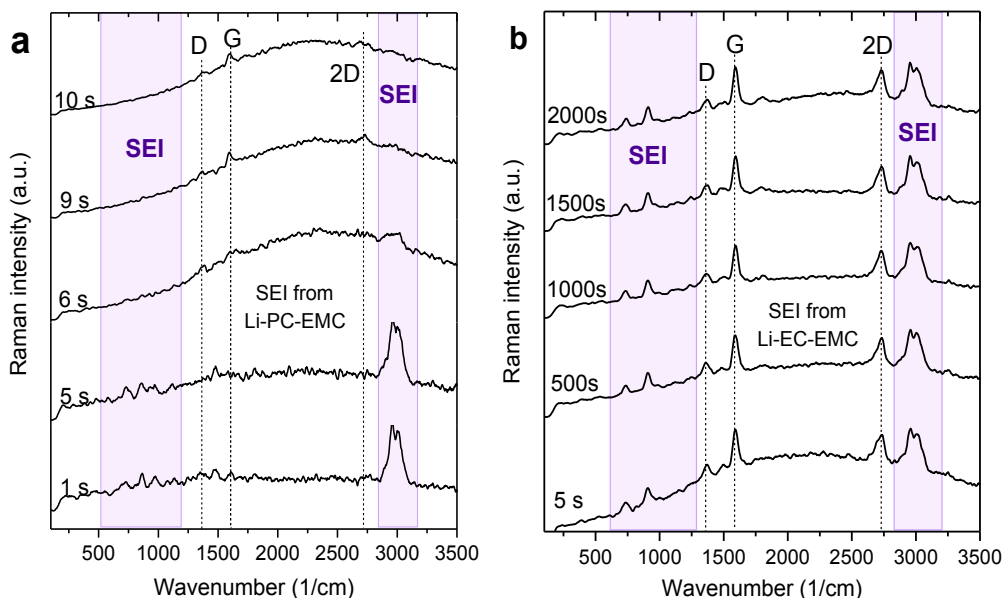 a
D
G
2D
SEI
SEI
10 s
9 s
6 s
5 s
1 s
SEI from
Li-PC-EMC
Raman intensity (a.u.)
500 1000 1500 2000 2500 3000 3500
Wavenumber (1/cm)
b
D
G
2D
SEI
SEI
2000s
1500s
1000s
500s
5 s
SEI from
Li-EC-EMC
Raman intensity (a.u.)
500 1000 1500 2000 2500 3000 3500
Wavenumber (1/cm)